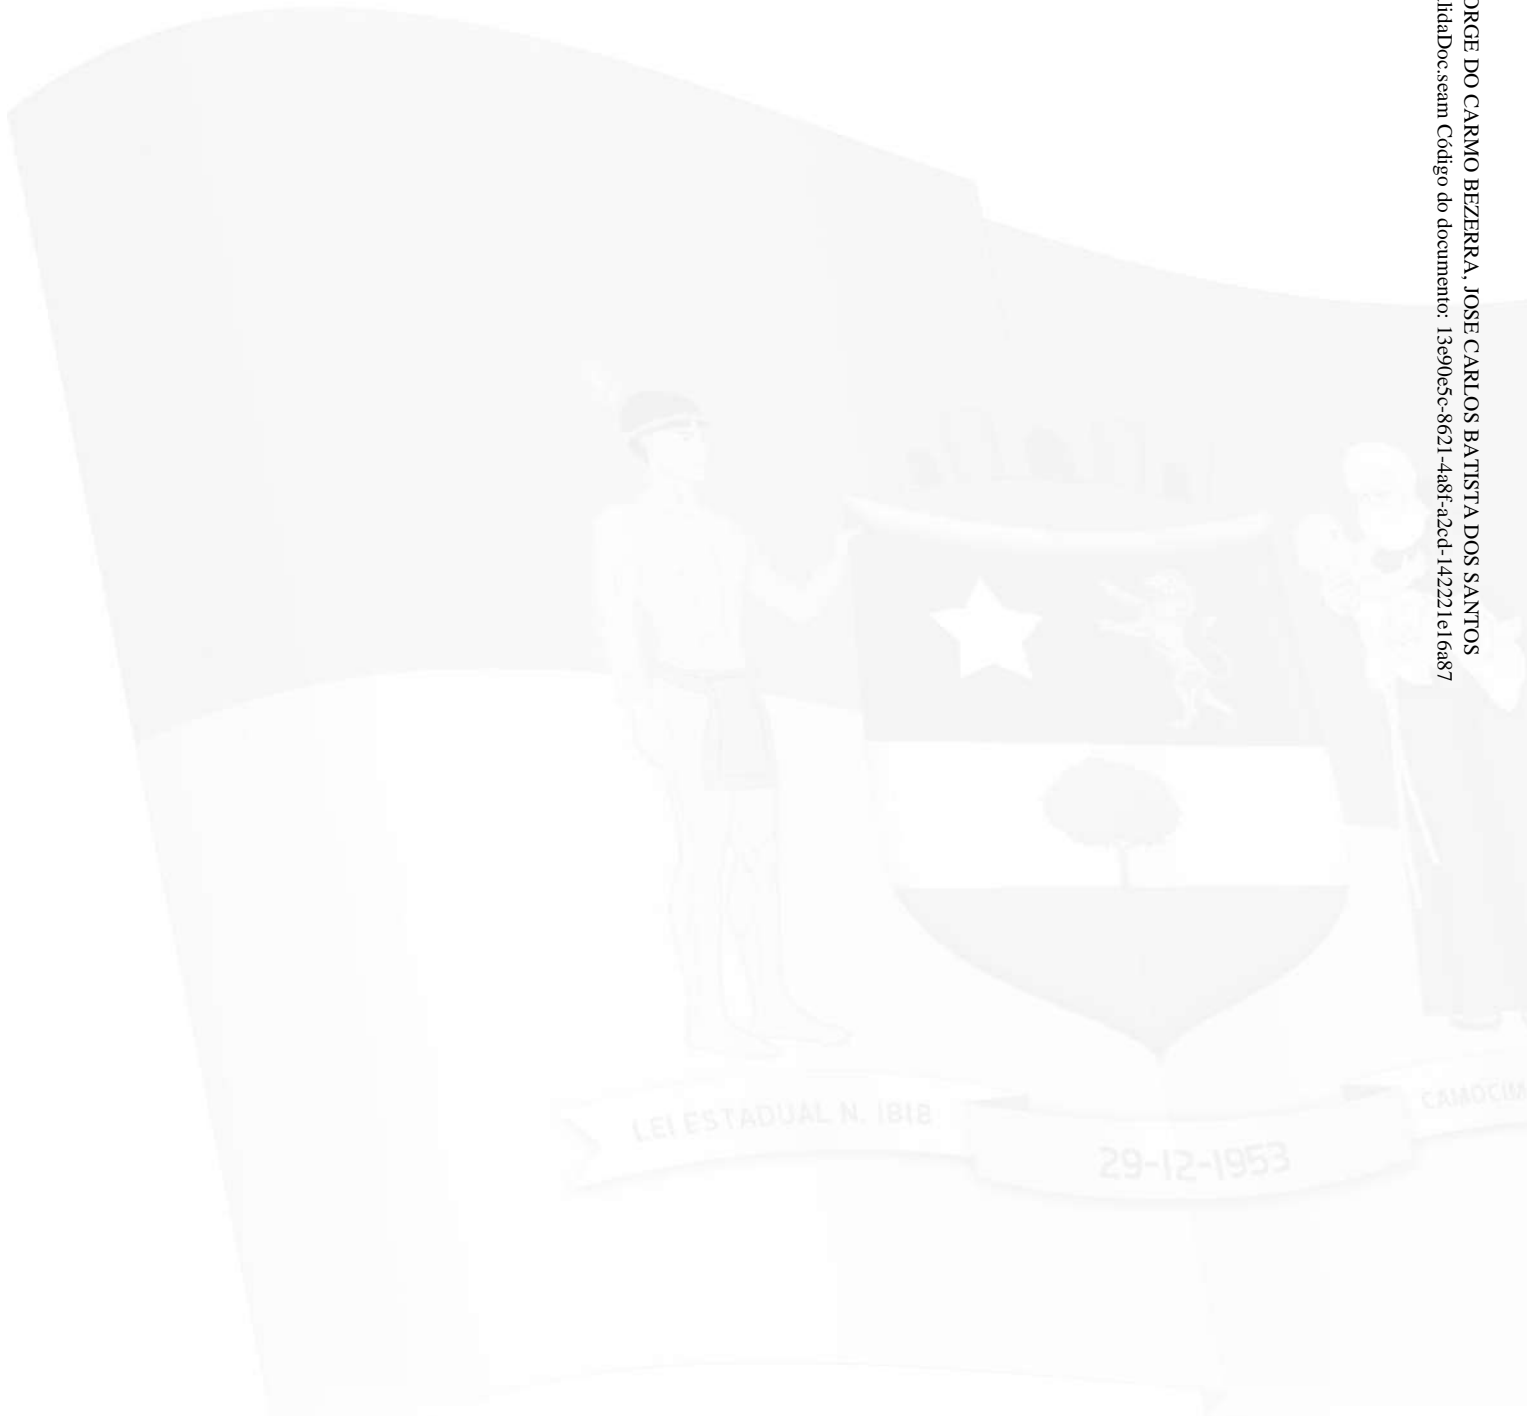 ORGE DO CARMO BEZERRA, JOSE CARLOS BATISTA DOS SANTOS
lidaDoc.seam Código do documento: 13e90e5c-8621-4a8f-a2cd-142221e16a87
LEI ESTADUAL N. 1818
29-12-1953
CAMOCIM